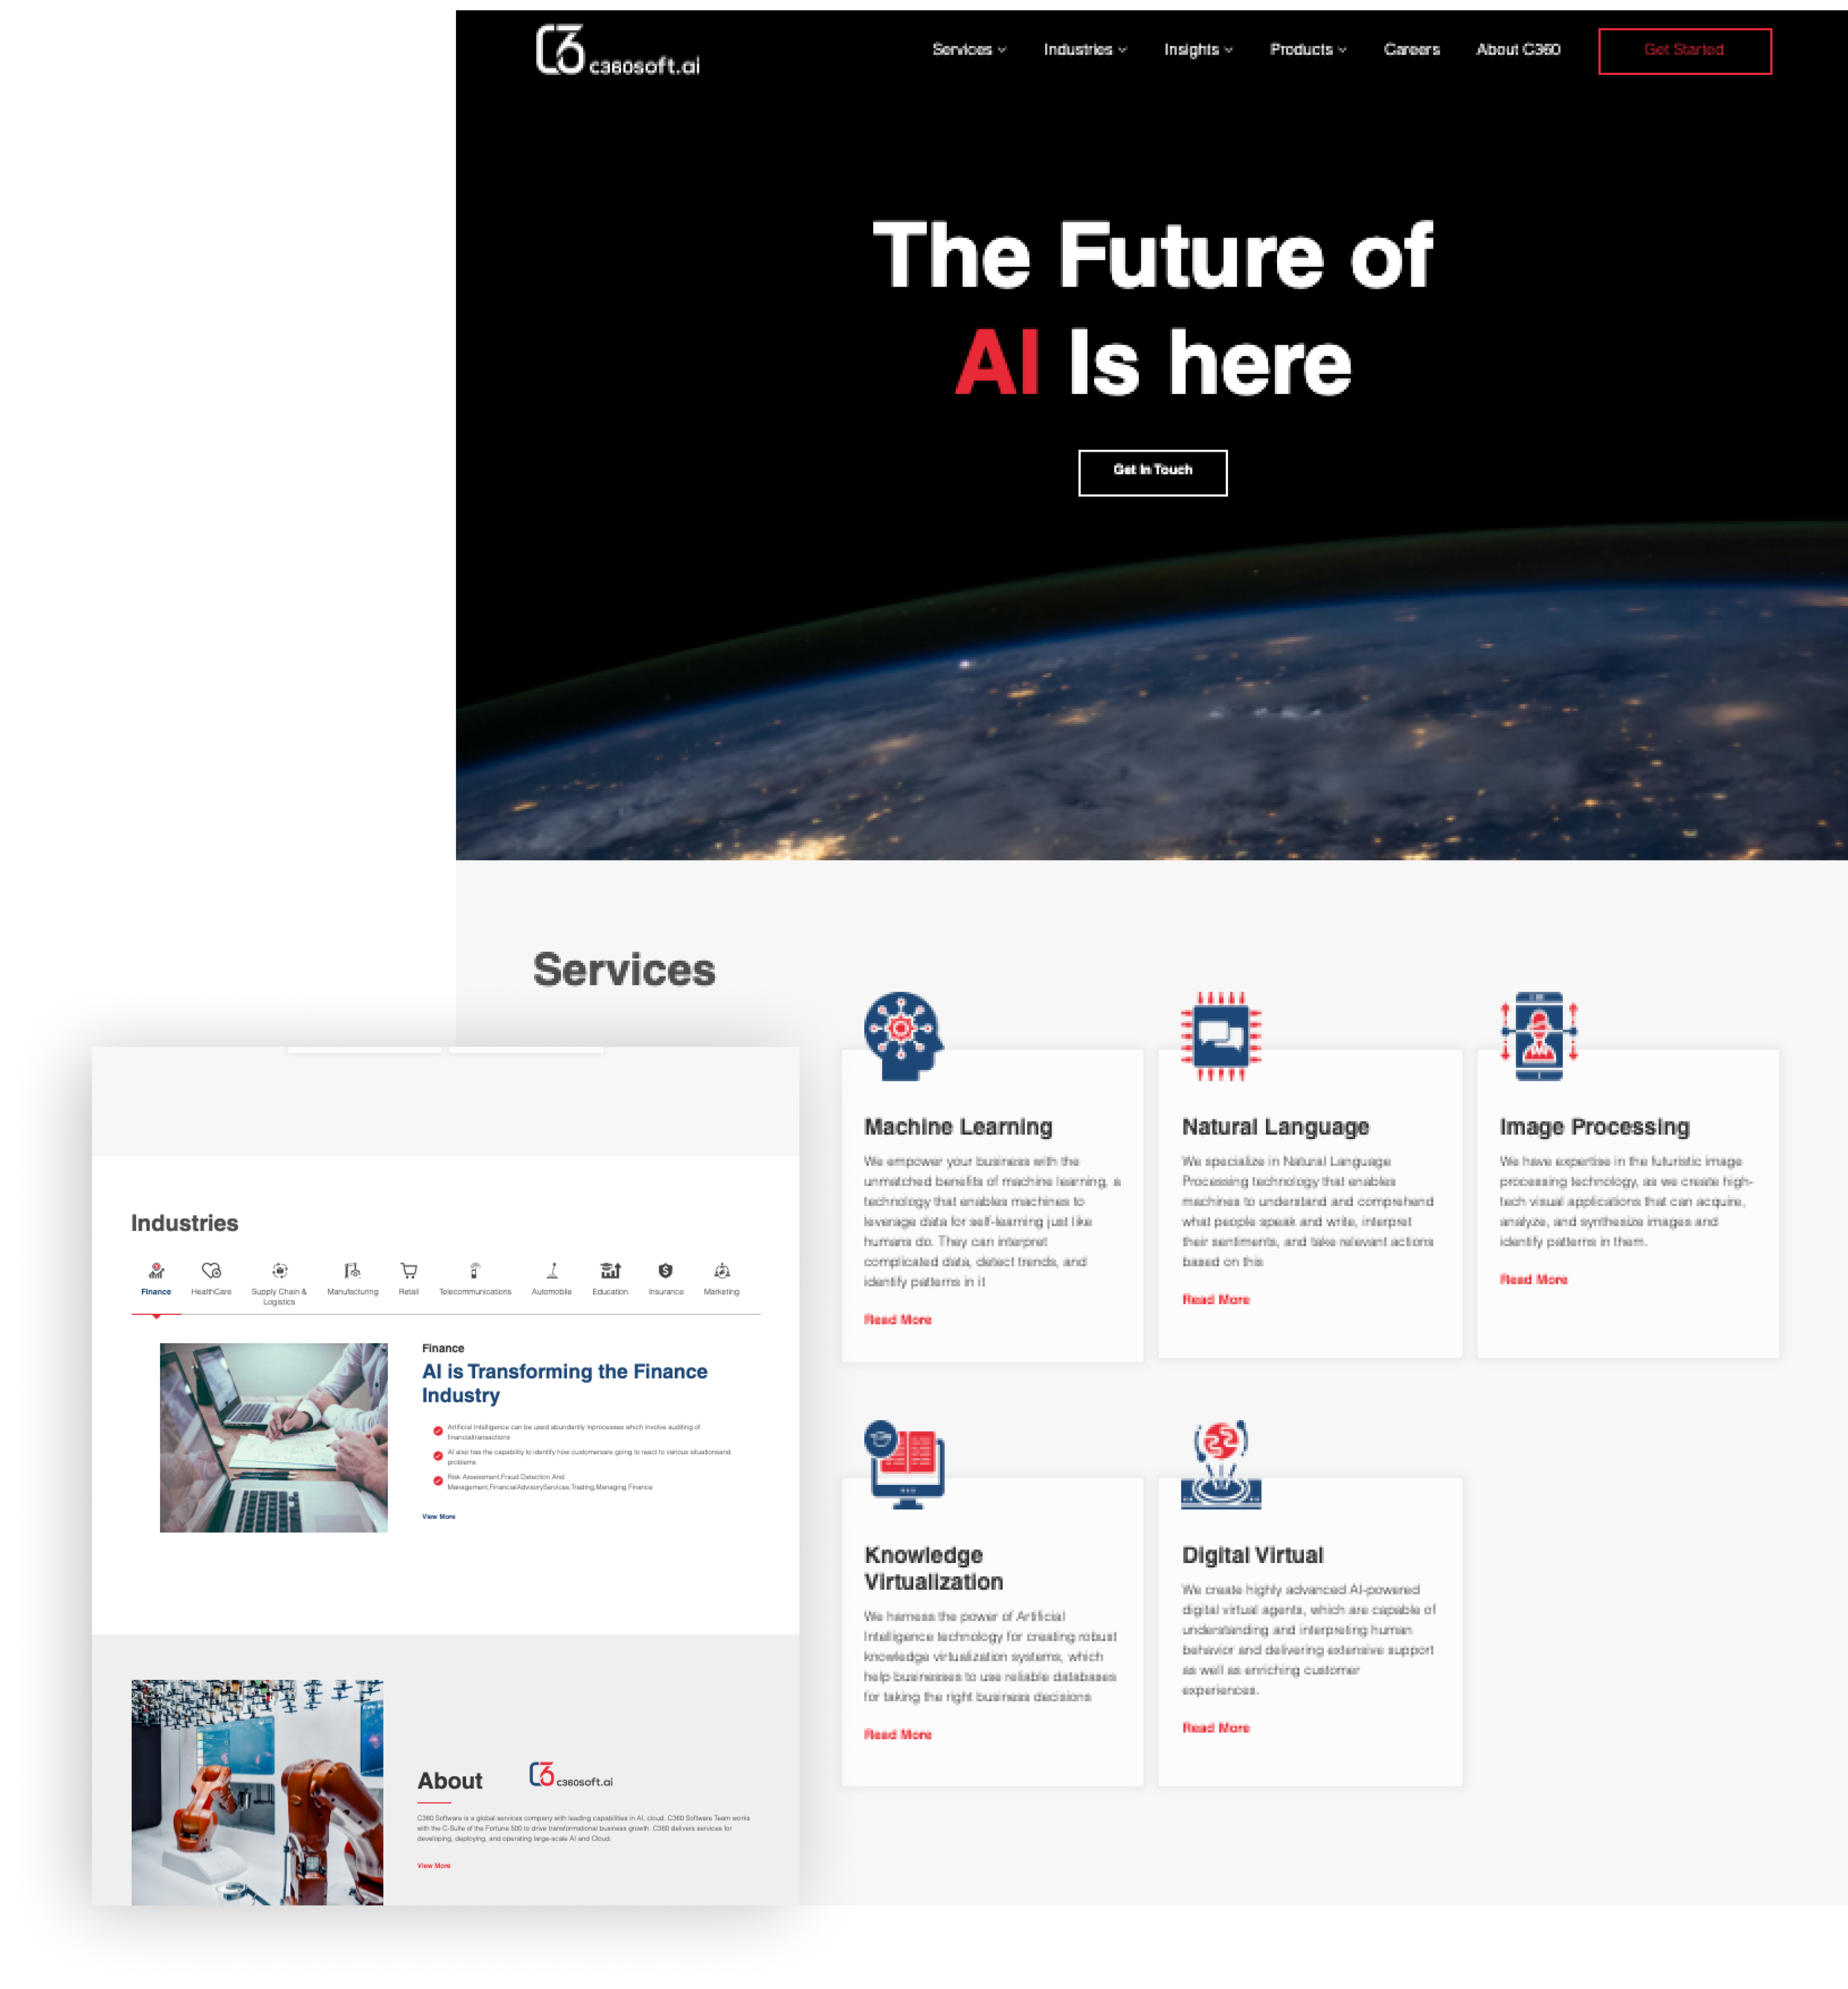 C3 c360soft.ai
Services Industries Insights Products Careers About C360 Get Started
The Future of
AI Is here
Get In Touch
Services
Machine Learning
We empower your business with the
unmatched benefits of machine learning, a
technology that enables machines to
leverage data for self-learning just like
humans do. They can interpret
complicated data, detect trends, and
identify patterns in it
Read More
Natural Language
We specialize in Natural Language
Processing technology that enables
machines to understand and comprehend
what people speak and write, interpret
their sentiments, and take relevant actions
based on this
Read More
Image Processing
We have expertise in the futuristic image
processing technology, as we create high-
tech visual applications that can acquire,
analyze, and synthesize images and
identify patterns in them.
Read More
Knowledge
Virtualization
We harness the power of Artificial
Intelligence technology for creating robust
knowledge virtualization systems, which
help businesses to use reliable databases
for taking the right business decisions
Read More
Digital Virtual
We create highly advanced AI-powered
digital virtual agents, which are capable of
understanding and interpreting human
behavior and delivering extensive support
as well as enriching customer
experiences.
Read More
Industries
Finance HealthCare Supply Chain & Manufacturing Retail Telecommunications Automobile Education Insurance Marketing
Logistics
Finance
AI is Transforming the Finance
Industry
Artificial Intelligence can be used abundantly inprocesses which involve auditing of
financialtransactions
AI also has the capability to identify how customersare going to react to various situationsand
problems
Risk Assessment,Fraud Detection And
Management,FinancialAdvisoryServices,Trading,Managing Finance
View More
About C3 c360soft.ai
C360 Software is a global services company with leading capabilities in AI, cloud. C360 Software Team works
with the C-Suite of the Fortune 500 to drive transformational business growth. C360 delivers services for
developing, deploying, and operating large-scale AI and Cloud.
View More